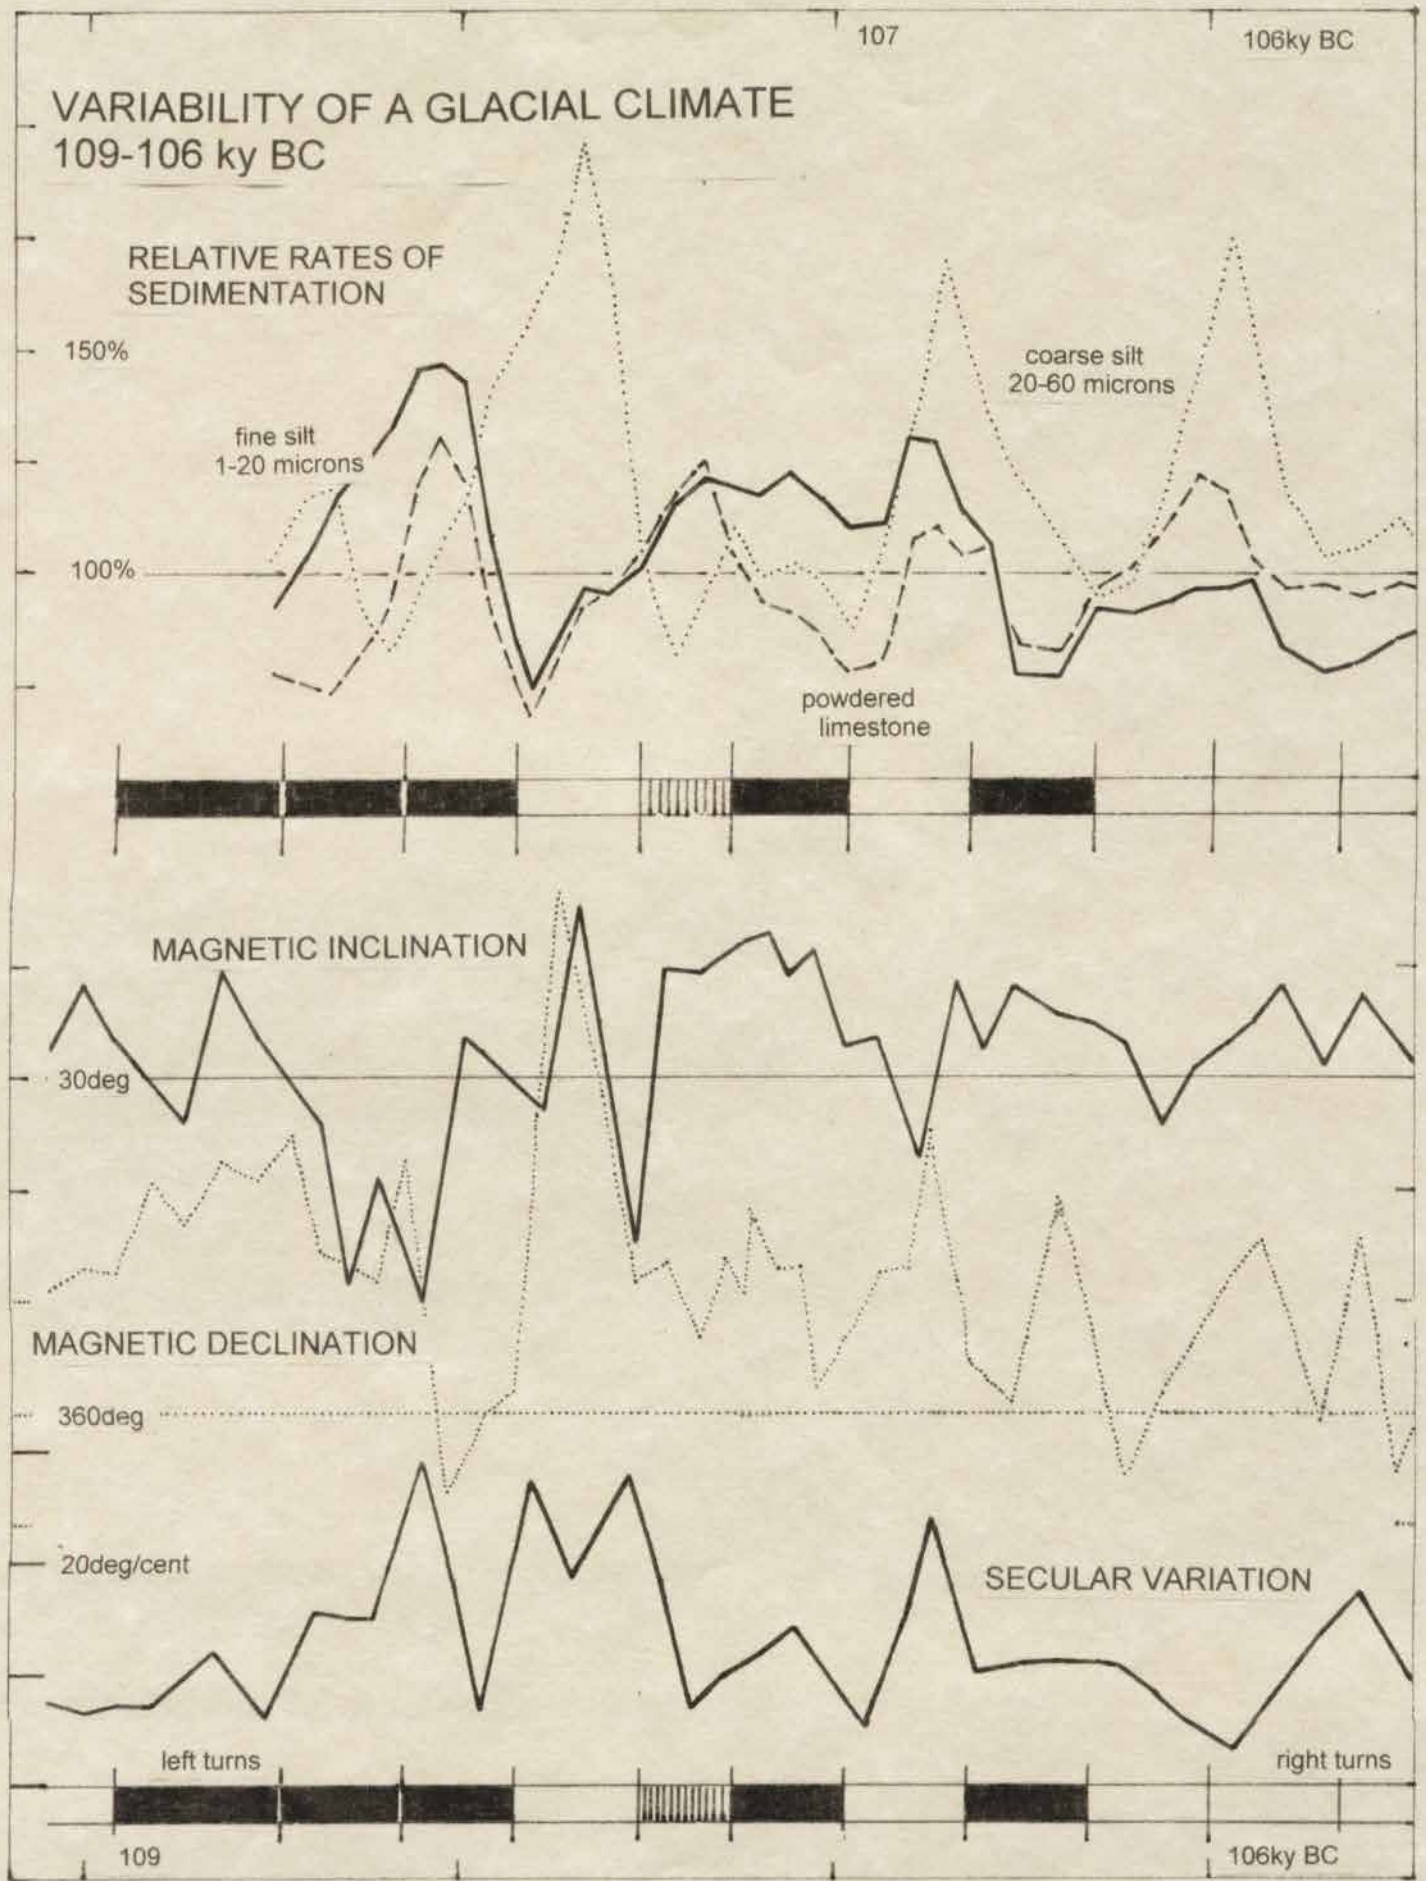 107
106ky BC
VARIABILITY OF A GLACIAL CLIMATE
109-106 ky BC
RELATIVE RATES OF
SEDIMENTATION
150%
coarse silt
20-60 microns
fine silt
1-20 microns
100%
powdered
limestone
MAGNETIC INCLINATION
30deg
MAGNETIC DECLINATION
360deg
20deg/cent
SECULAR VARIATION
left turns
right turns
109
106ky BC